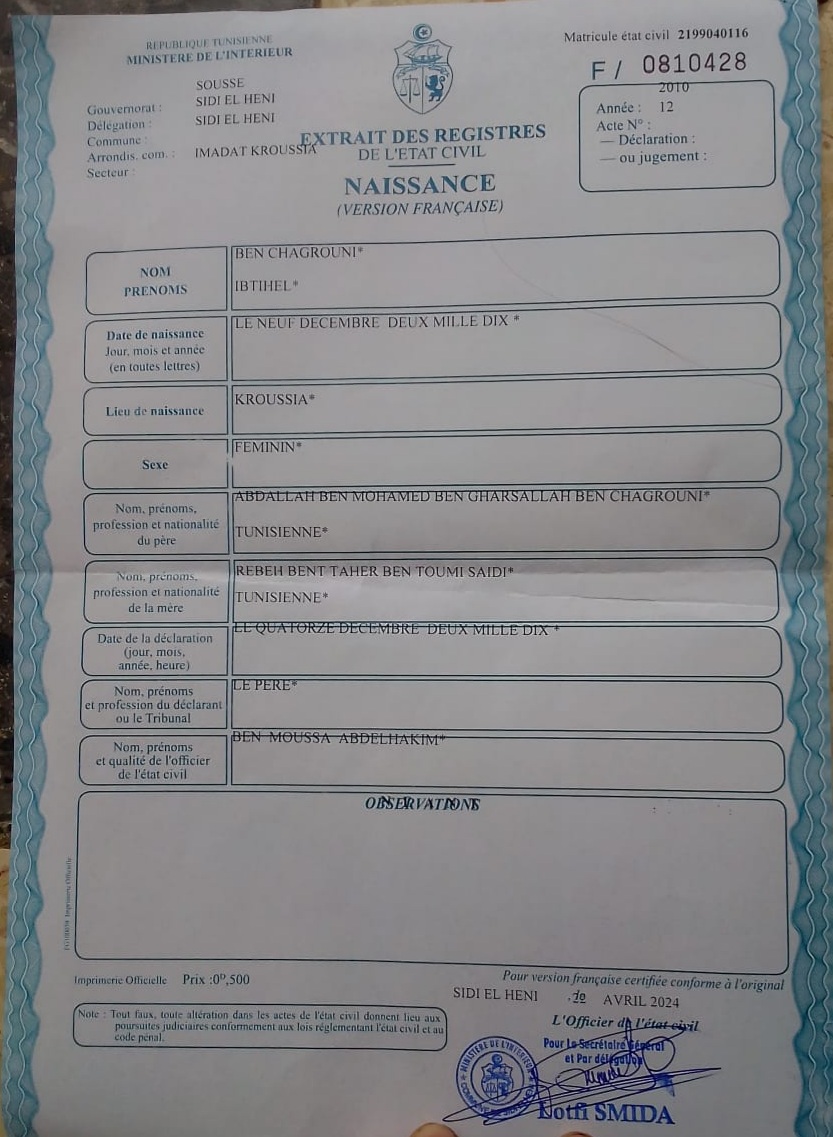 REPUBLIQUE TUNISIENNE
MINISTERE DE L'INTERIEUR
Matricule état civil 2199040116
F / 0810428
SOUSSE
Gouvernorat : SIDI EL HENI
Délégation : SIDI EL HENI
Commune :
Arrondis. com. : IMADAT KROUSSIA
Secteur :
2010
Année : 12
Acte N° :
— Déclaration :
— ou jugement :
EXTRAIT DES REGISTRES
DE L'ETAT CIVIL
NAISSANCE
(VERSION FRANÇAISE)
NOM
PRENOMS
BEN CHAGROUNI*
IBTIHEL*
Date de naissance
Jour, mois et année
(en toutes lettres)
LE NEUF DECEMBRE DEUX MILLE DIX *
Lieu de naissance
KROUSSIA*
Sexe
FEMININ*
Nom, prénoms,
profession et nationalité
du père
ABDALLAH BEN MOHAMED BEN GHARSALLAH BEN CHAGROUNI*
TUNISIENNE*
Nom, prénoms,
profession et nationalité
de la mère
REBEH BENT TAHER BEN TOUMI SAIDI*
TUNISIENNE*
Date de la déclaration
(jour, mois,
année, heure)
LE QUATORZE DECEMBRE DEUX MILLE DIX *
Nom, prénoms
et profession du déclarant
ou le Tribunal
LE PERE*
Nom, prénoms
et qualité de l'officier
de l'état civil
BEN MOUSSA ABDELHAKIM*
OBSERVATIONS
Imprimerie Officielle Prix :0D,500
Pour version française certifiée conforme à l'original
SIDI EL HENI AVRIL 2024
Note : Tout faux, toute altération dans les actes de l'état civil donnent lieu aux
poursuites judiciaires conformement aux lois réglementant l'état civil et au
code pénal.
L'Officier de l'état civil
Pour Le Secrétaire Général
et Par délégation
MINISTERE DE L'INTERIEUR
Lotfi SMIDA